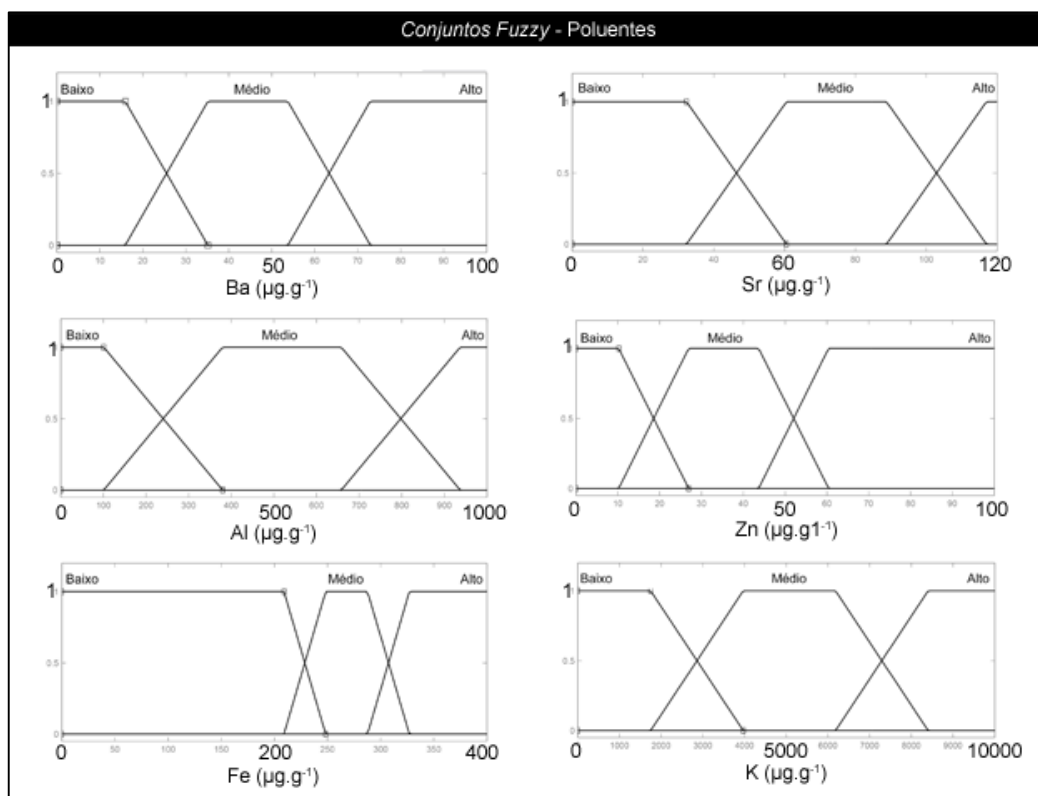 Conjuntos Fuzzy - Poluentes
Baixo Médio Alto
1
0.5
0
0 10 20 30 40 50 60 70 80 90 100
Ba (µg.g⁻¹)
Baixo Médio Alto
1
0.5
0
0 20 40 60 80 100 120
Sr (µg.g⁻¹)
Baixo Médio Alto
1
0.5
0
0 100 200 300 400 500 600 700 800 900 1000
Al (µg.g⁻¹)
Baixo Médio Alto
1
0.5
0
0 10 20 30 40 50 60 70 80 90 100
Zn (µg.g1⁻¹)
Baixo Médio Alto
1
0.5
0
0 50 100 150 200 250 300 350 400
Fe (µg.g⁻¹)
Baixo Médio Alto
1
0.5
0
0 1000 2000 3000 4000 5000 6000 7000 8000 9000 10000
K (µg.g⁻¹)